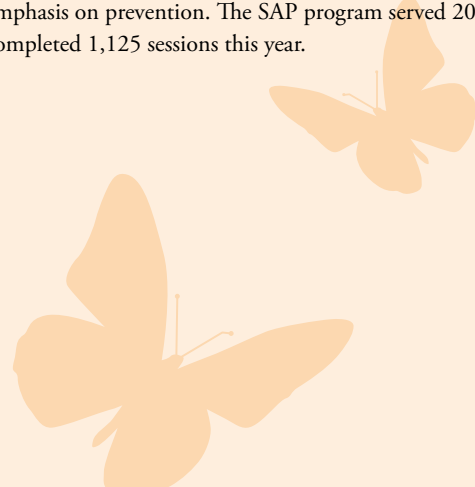 mphasis on prevention. The SAP program served 20
ompleted 1,125 sessions this year.